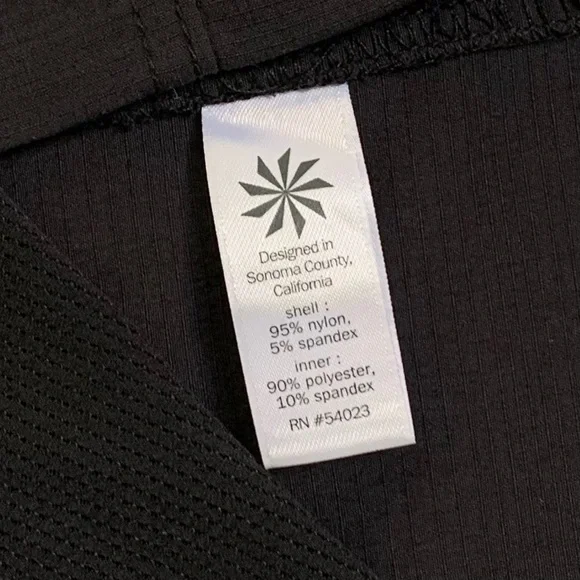 Designed in
Sonoma County,
California
shell :
95% nylon,
5% spandex
inner :
90% polyester,
10% spandex
RN #54023